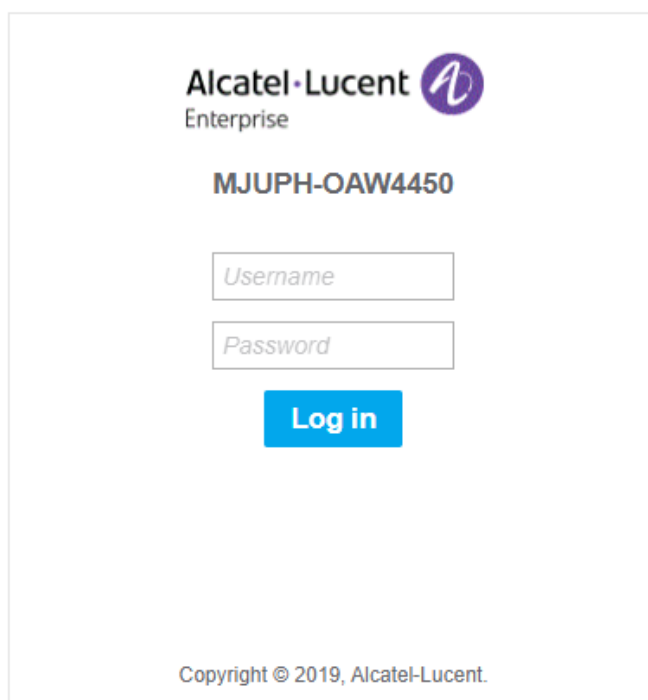 Alcatel·Lucent
Enterprise
MJUPH-OAW4450
Username
Password
Log in
Copyright © 2019, Alcatel-Lucent.